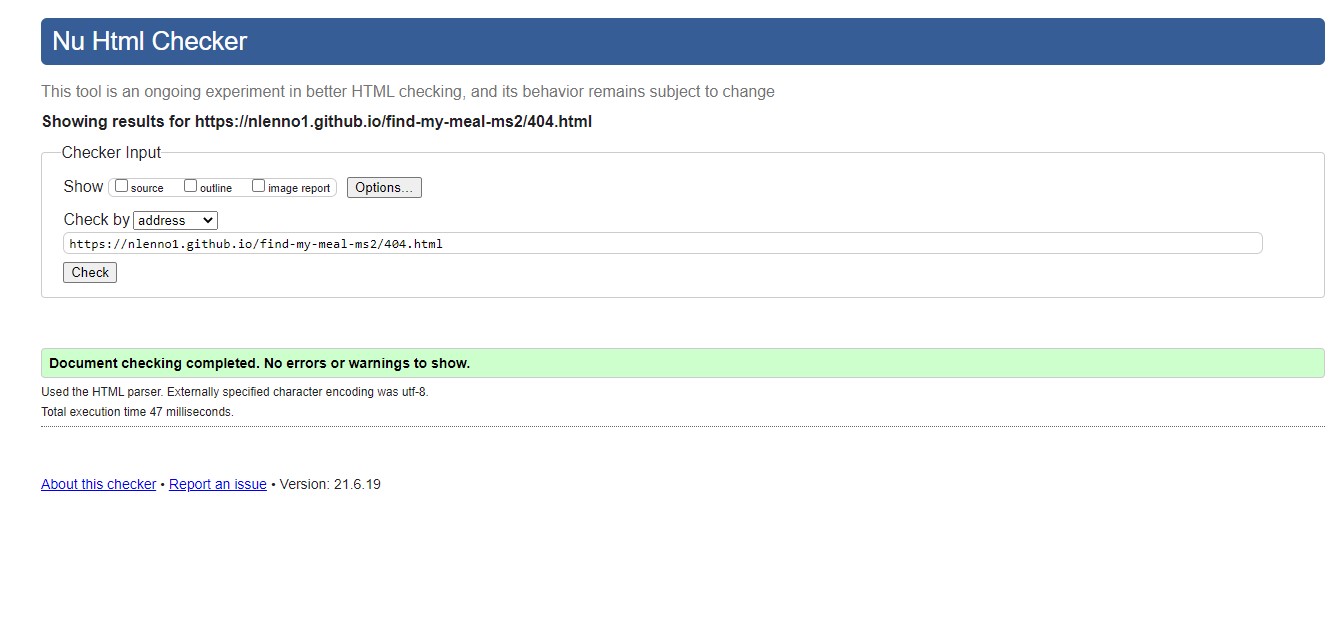 Nu Html Checker
This tool is an ongoing experiment in better HTML checking, and its behavior remains subject to change
Showing results for https://nlenno1.github.io/find-my-meal-ms2/404.html
Checker Input
Show source outline image report Options...
Check by address
https://nlenno1.github.io/find-my-meal-ms2/404.html
Check
Document checking completed. No errors or warnings to show.
Used the HTML parser. Externally specified character encoding was utf-8.
Total execution time 47 milliseconds.
About this checker • Report an issue • Version: 21.6.19